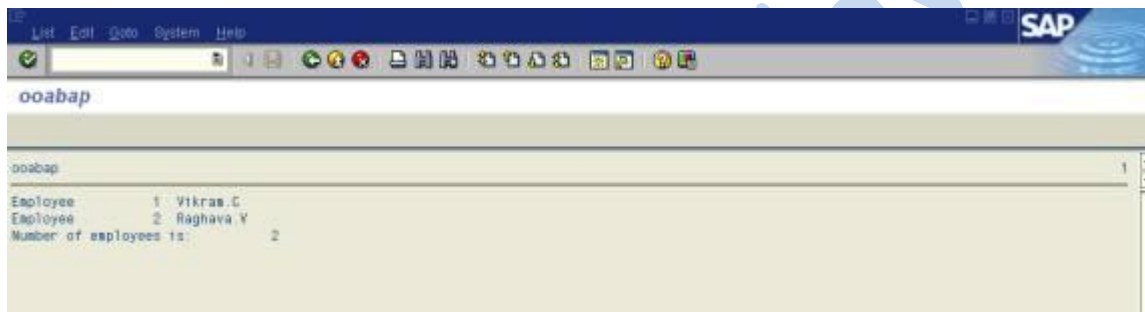 List Edit Goto System Help
SAP
ooabap
ooabap 1
Employee 1 Vikram.C
Employee 2 Raghava.V
Number of employees is: 2